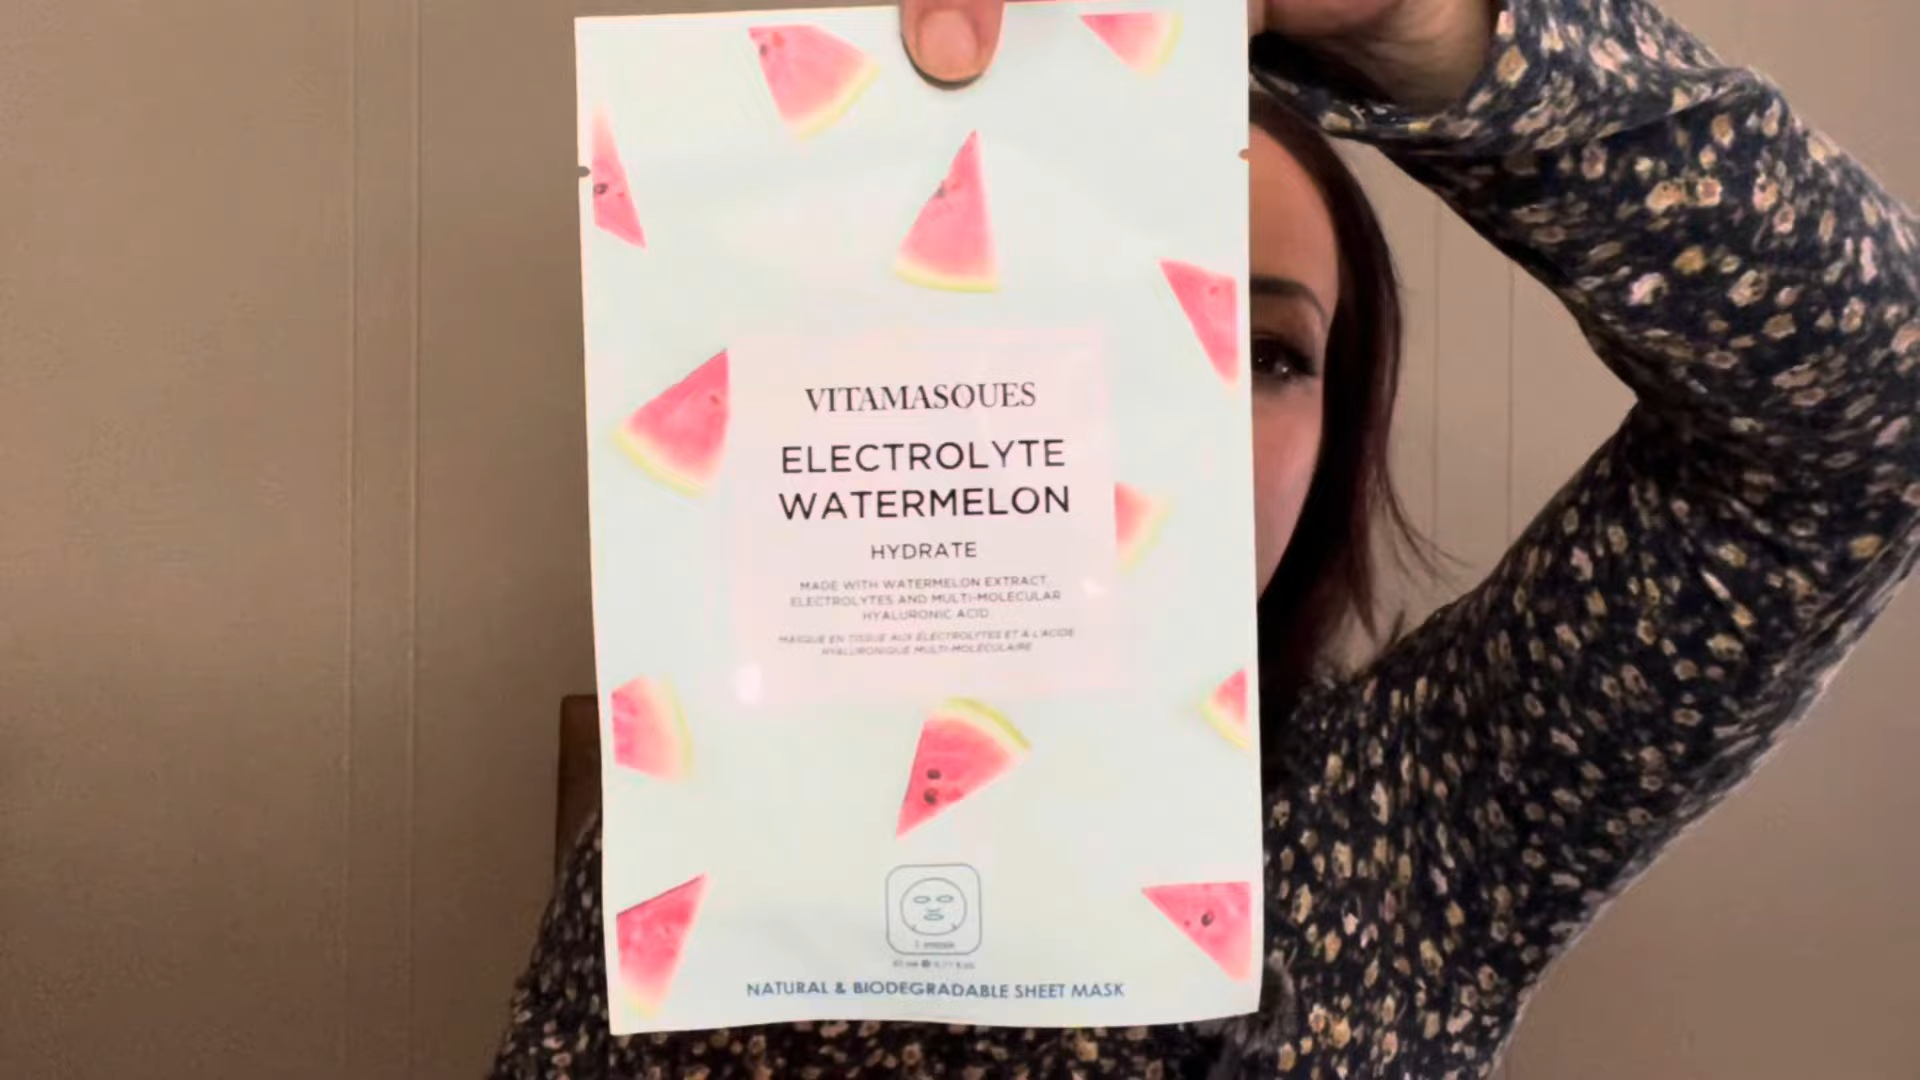 VITAMASQUES
ELECTROLYTE
WATERMELON
HYDRATE
MADE WITH WATERMELON EXTRACT,
ELECTROLYTES AND MULTI-MOLECULAR
HYALURONIC ACID
MASQUE EN TISSUE AUX ÉLECTROLYTES ET À L'ACIDE
HYALURONIQUE MULTI-MOLÉCULAIRE
NATURAL & BIODEGRADABLE SHEET MASK